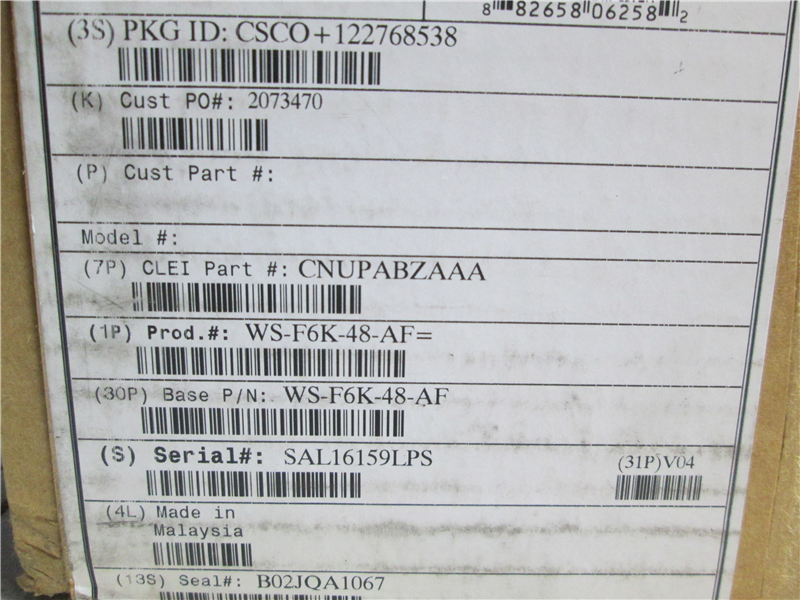 8 82658 06258 2
(3S) PKG ID: CSCO+122768538
(K) Cust PO#: 2073470
(P) Cust Part #:
Model #:
(7P) CLEI Part #: CNUPABZAAA
(1P) Prod.#: WS-F6K-48-AF=
(30P) Base P/N: WS-F6K-48-AF
(S) Serial#: SAL16159LPS
(31P)V04
(4L) Made in
Malaysia
(13S) Seal#: B02JQA1067